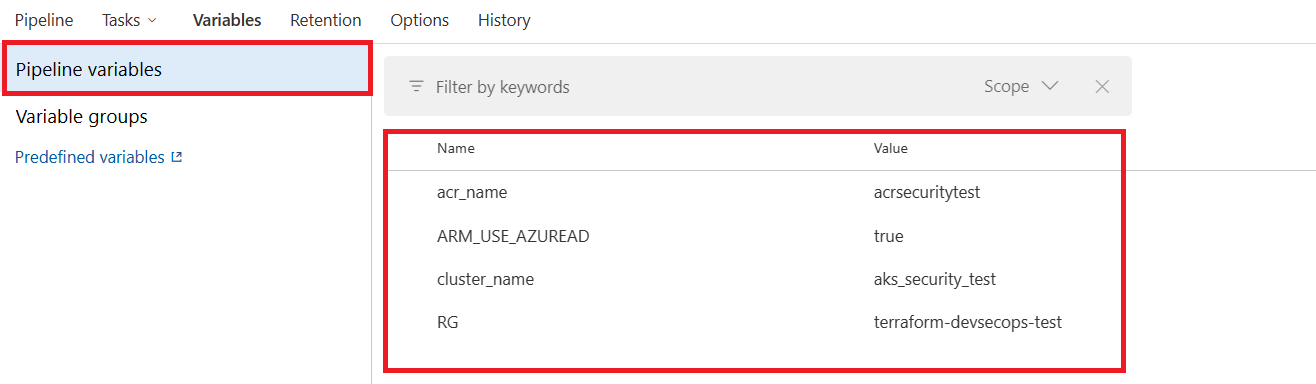 Pipeline Tasks Variables Retention Options History
Pipeline variables
Variable groups
Predefined variables
Filter by keywords Scope
Name Value
acr_name acrsecuritytest
ARM_USE_AZUREAD true
cluster_name aks_security_test
RG terraform-devsecops-test